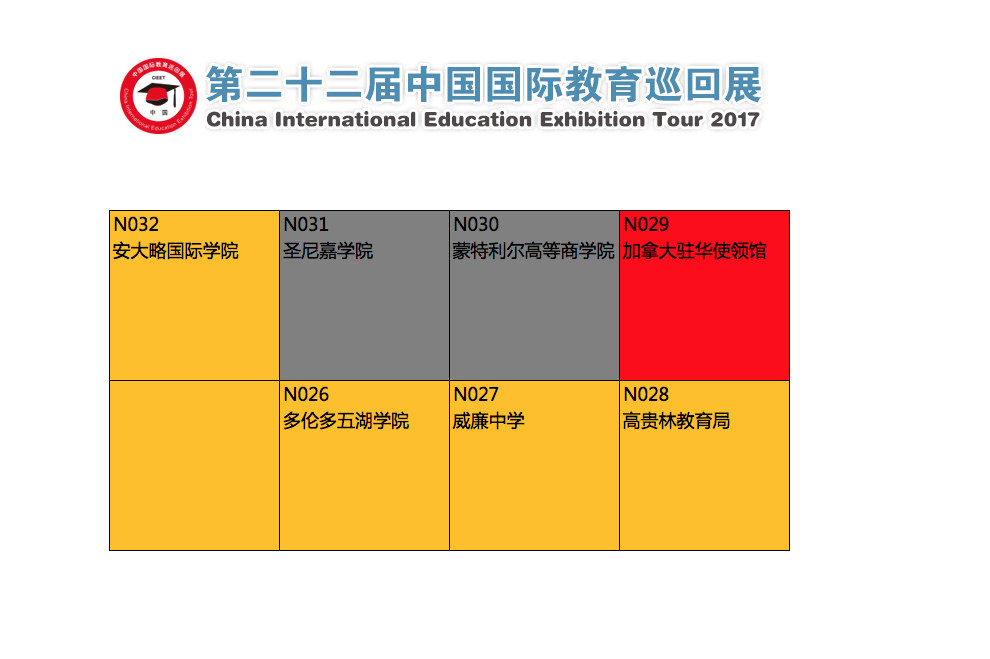 中国国际教育巡回展
CIEET
中国
China International Education Exhibition Tour
第二十二届中国国际教育巡回展
China International Education Exhibition Tour 2017
N032
安大略国际学院
N031
圣尼嘉学院
N030
蒙特利尔高等商学院
N029
加拿大驻华使领馆
N026
多伦多五湖学院
N027
威廉中学
N028
高贵林教育局